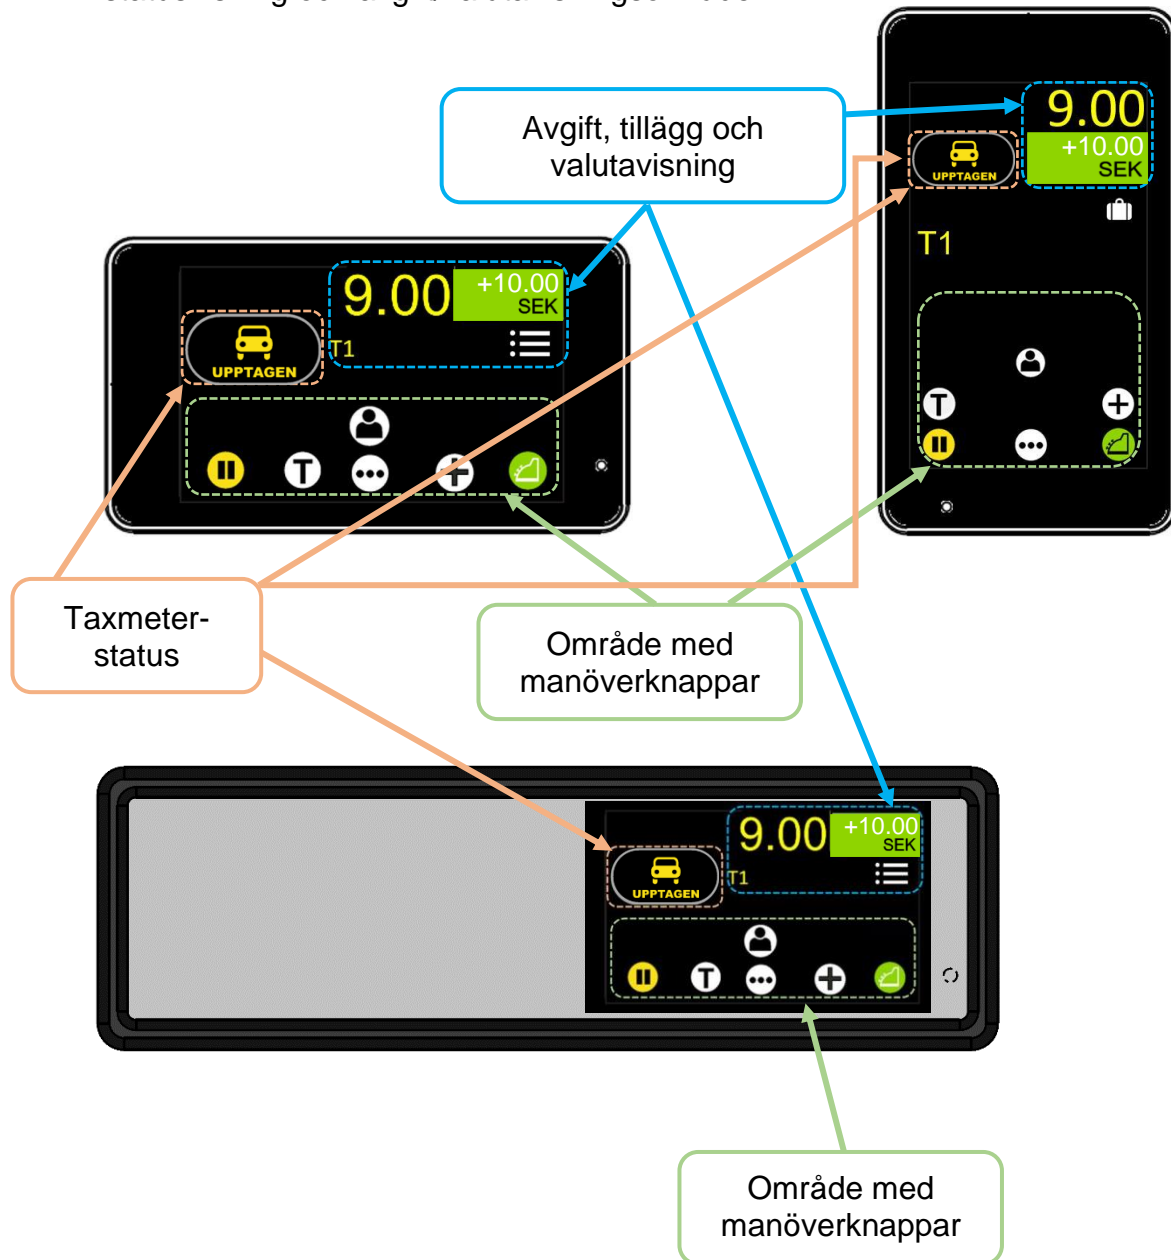 Avgift, tillägg och
valutavisning
9.00
+10.00
SEK
UPPTAGEN
T1
9.00
+10.00
SEK
UPPTAGEN
T1
T
T
Taxmeter-
status
Område med
manöverknappar
9.00
+10.00
SEK
UPPTAGEN
T1
T
Område med
manöverknappar